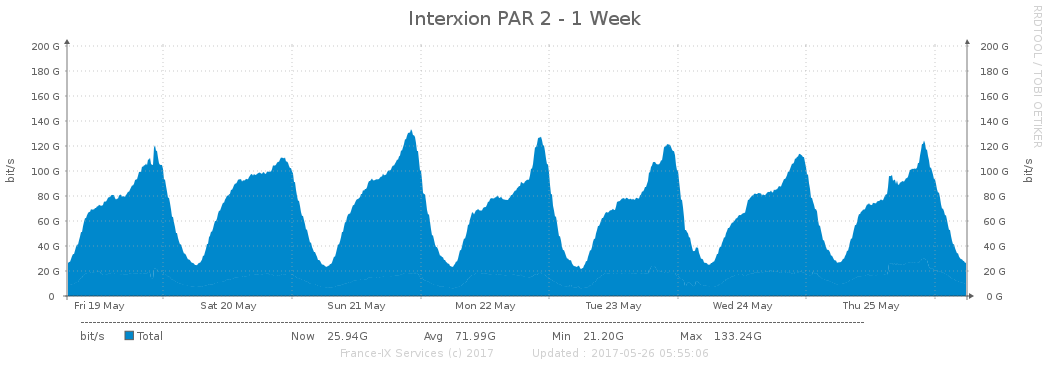 Interxion PAR 2 - 1 Week
RRDTOOL / TOBI OETIKER
200 G 200 G
180 G 180 G
160 G 160 G
140 G 140 G
120 G 120 G
100 G 100 G
80 G 80 G
60 G 60 G
40 G 40 G
20 G 20 G
0 0 G
bit/s bit/s
Fri 19 May Sat 20 May Sun 21 May Mon 22 May Tue 23 May Wed 24 May Thu 25 May
bit/s Total Now 25.94G Avg 71.99G Min 21.20G Max 133.24G
France-IX Services (c) 2017 Updated : 2017-05-26 05:55:06